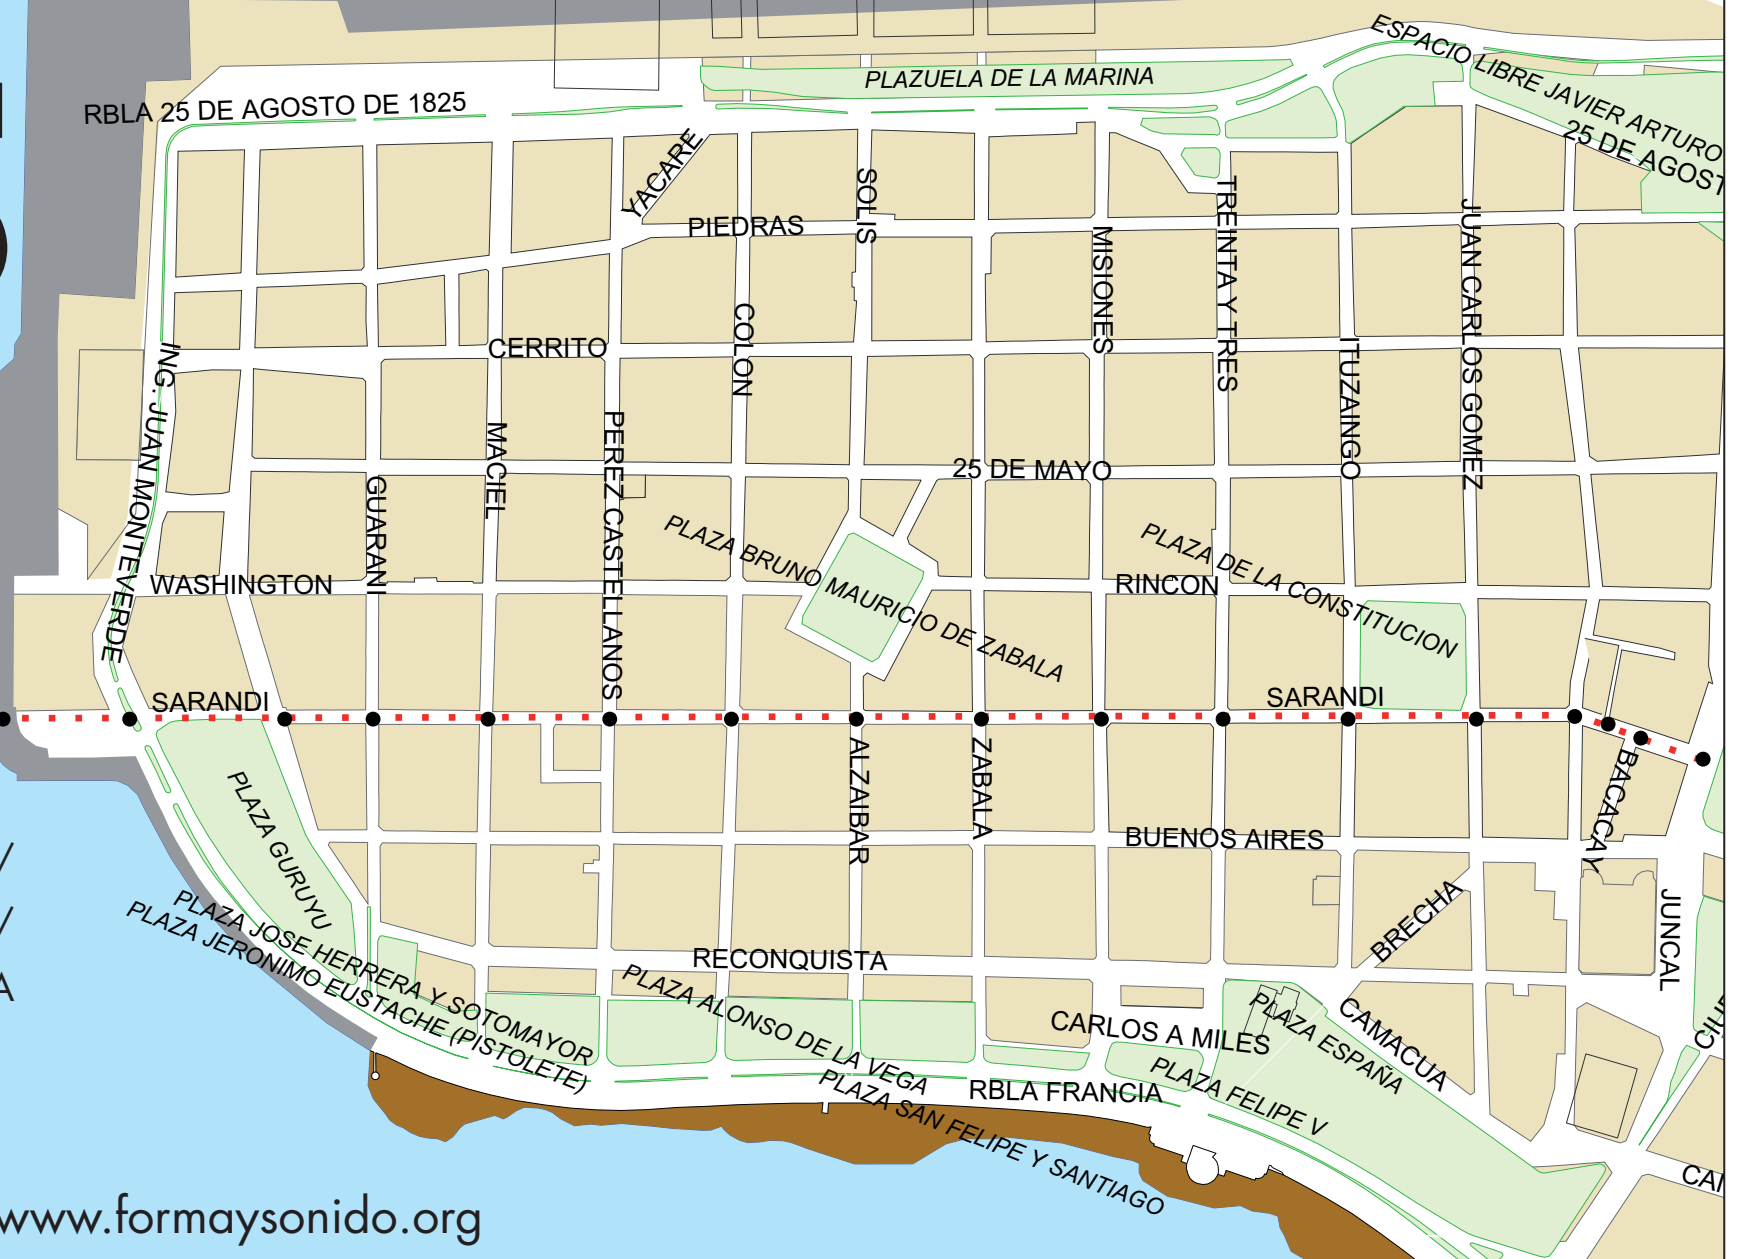 ESPACIO LIBRE JAVIER ARTURO
PLAZUELA DE LA MARINA
RBLA 25 DE AGOSTO DE 1825
25 DE AGOST
YACARE
SOLIS
PIEDRAS
TREINTA Y TRES
JUAN CARLOS GOMEZ
MISIONES
COLON
CERRITO
ITUZAINGO
ING. JUAN MONTEVERDE
PEREZ CASTELLANOS
MACIEL
25 DE MAYO
GUARANI
PLAZA BRUNO MAURICIO DE ZABALA
PLAZA DE LA CONSTITUCION
WASHINGTON
RINCON
SARANDI
SARANDI
ALZAIBAR
ZABALA
BACACAY
PLAZA GURUYU
BUENOS AIRES
BRECHA
JUNCAL
PLAZA JOSE HERRERA Y SOTOMAYOR
PLAZA JERONIMO EUSTACHE (PISTOLETE)
RECONQUISTA
PLAZA ALONSO DE LA VEGA
PLAZA ESPAÑA
CAMACUA
CARLOS A MILES
PLAZA FELIPE V
RBLA FRANCIA
PLAZA SAN FELIPE Y SANTIAGO
CAN
www.formaysonido.org